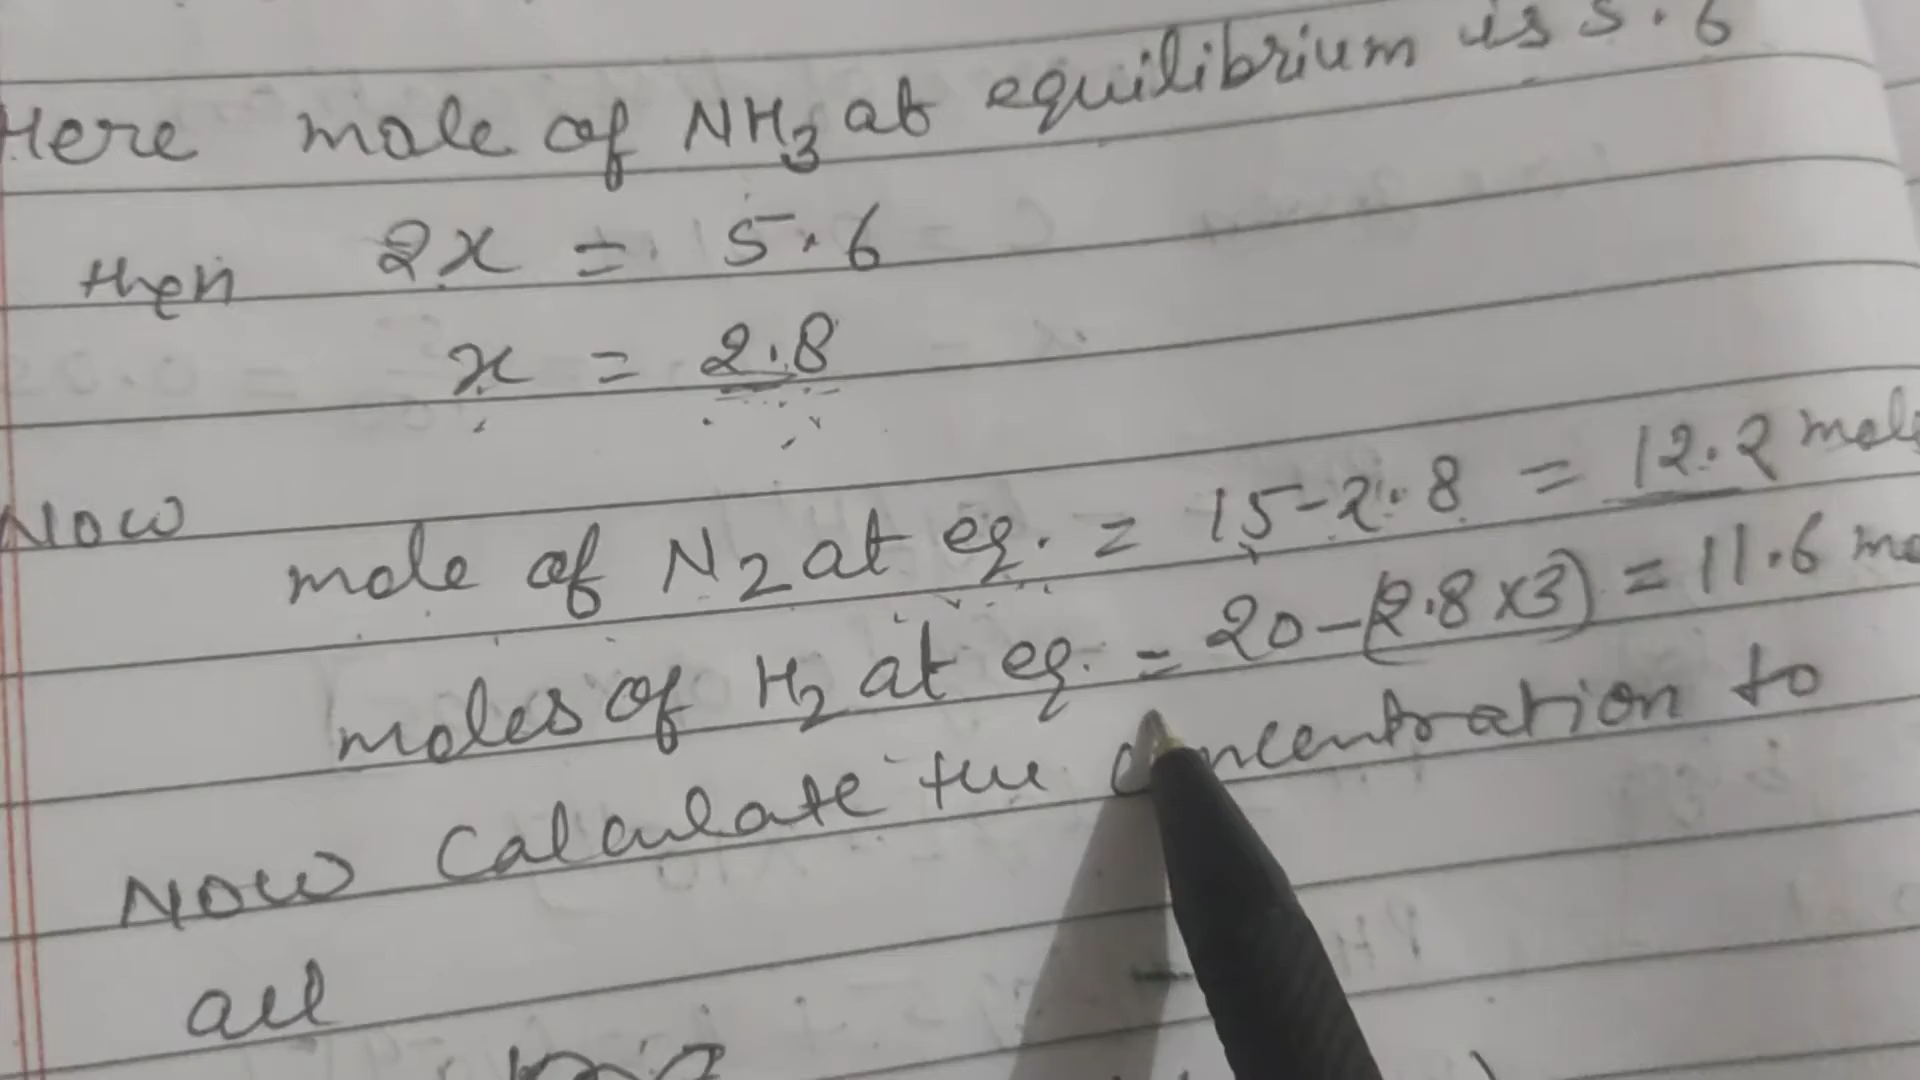 Here mole of NH3 at equilibrium is 5.6
then 2x = 5.6
x = 2.8
Now
mole of N2 at eq. = 15-2.8 = 12.2 mole
moles of H2 at eq. = 20-(2.8x3) = 11.6 mo
Now calculate the concentration to
all